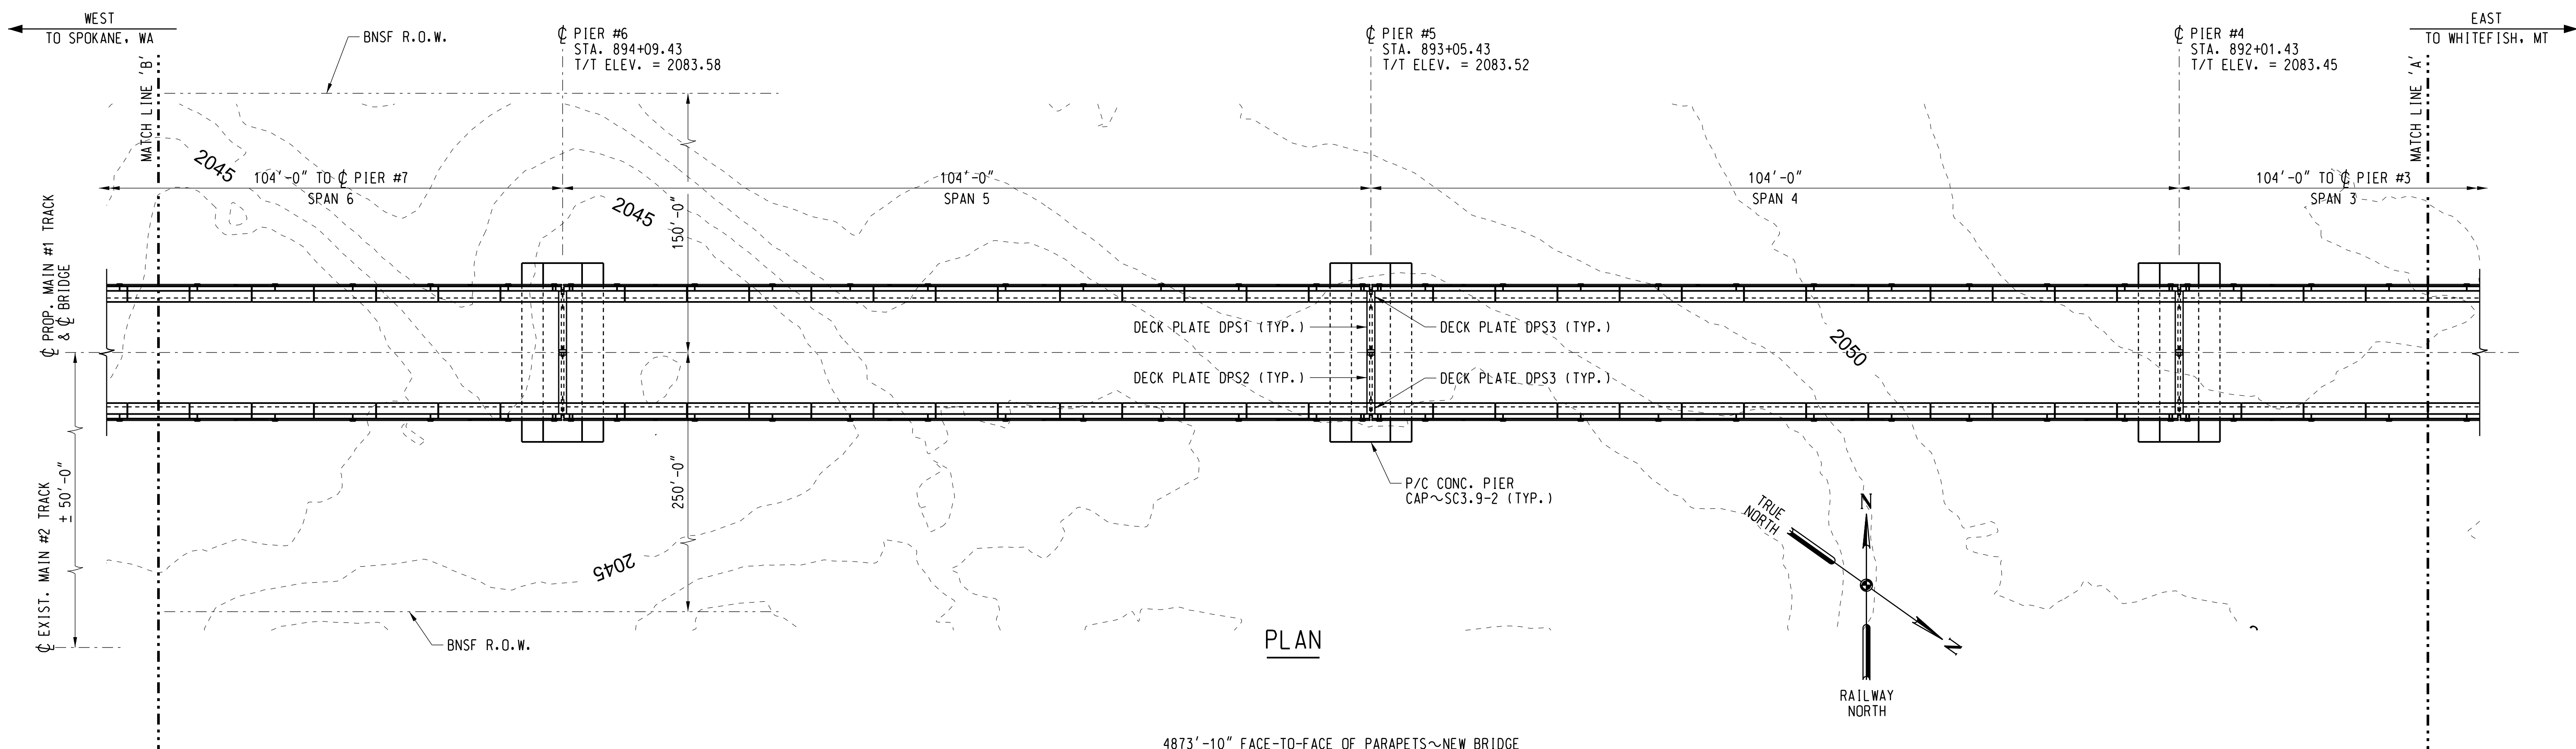 WEST
TO SPOKANE, WA
BNSF R.O.W.
℄ PIER #6
STA. 894+09.43
T/T ELEV. = 2083.58
℄ PIER #5
STA. 893+05.43
T/T ELEV. = 2083.52
℄ PIER #4
STA. 892+01.43
T/T ELEV. = 2083.45
EAST
TO WHITEFISH, MT
MATCH LINE 'B'
MATCH LINE 'A'
2045
104'-0" TO ℄ PIER #7
SPAN 6
2045
150'-0"
104'-0"
SPAN 5
104'-0"
SPAN 4
104'-0" TO ℄ PIER #3
SPAN 3
℄ PROP. MAIN #1 TRACK
& ℄ BRIDGE
DECK PLATE DPS1 (TYP.)
DECK PLATE DPS3 (TYP.)
2050
DECK PLATE DPS2 (TYP.)
DECK PLATE DPS3 (TYP.)
℄ EXIST. MAIN #2 TRACK
± 50'-0"
250'-0"
P/C CONC. PIER
CAP~SC3.9-2 (TYP.)
TRUE
NORTH
N
2045
BNSF R.O.W.
PLAN
N
RAILWAY
NORTH
4873'-10" FACE-TO-FACE OF PARAPETS~NEW BRIDGE